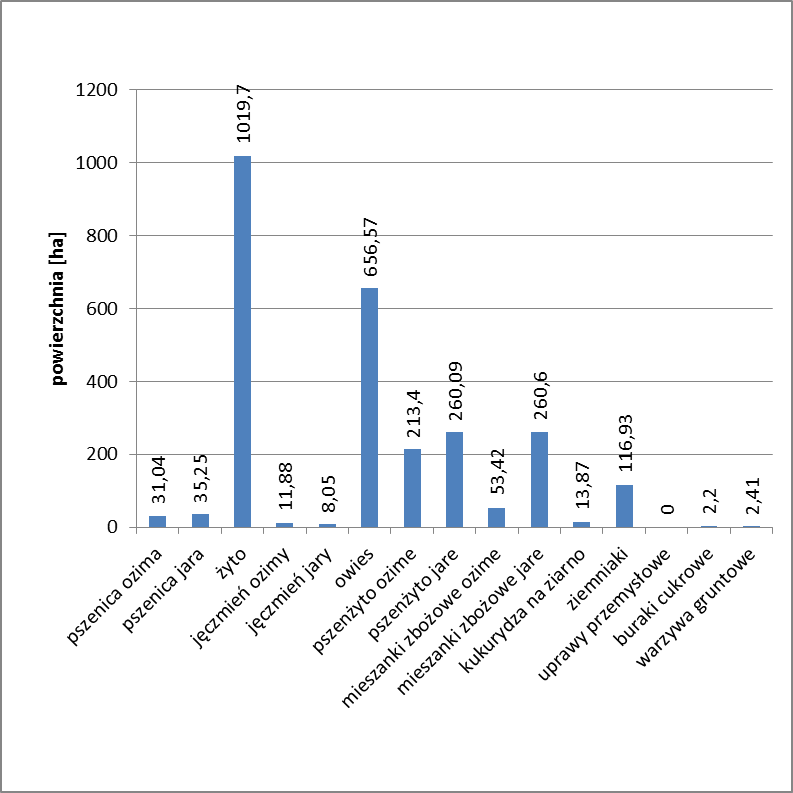 powierzchnia [ha]
1200
1000
800
600
400
200
0
31,04
35,25
1019,7
11,88
8,05
656,57
213,4
260,09
53,42
260,6
13,87
116,93
0
2,2
2,41
pszenica ozima
pszenica jara
żyto
jęczmień ozimy
jęczmień jary
owies
pszenżyto ozime
pszenżyto jare
mieszanki zbożowe ozime
mieszanki zbożowe jare
kukurydza na ziarno
ziemniaki
uprawy przemysłowe
buraki cukrowe
warzywa gruntowe